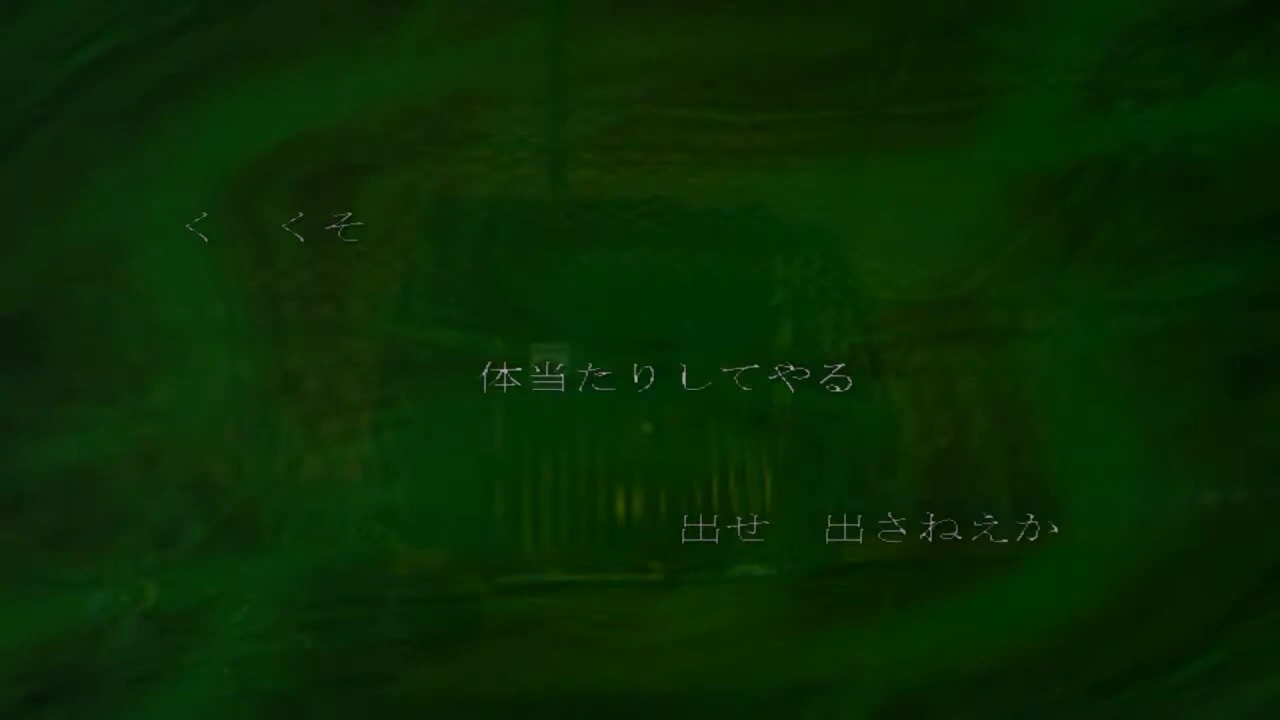 く　くそ
体当たりしてやる
出せ　出さねえか